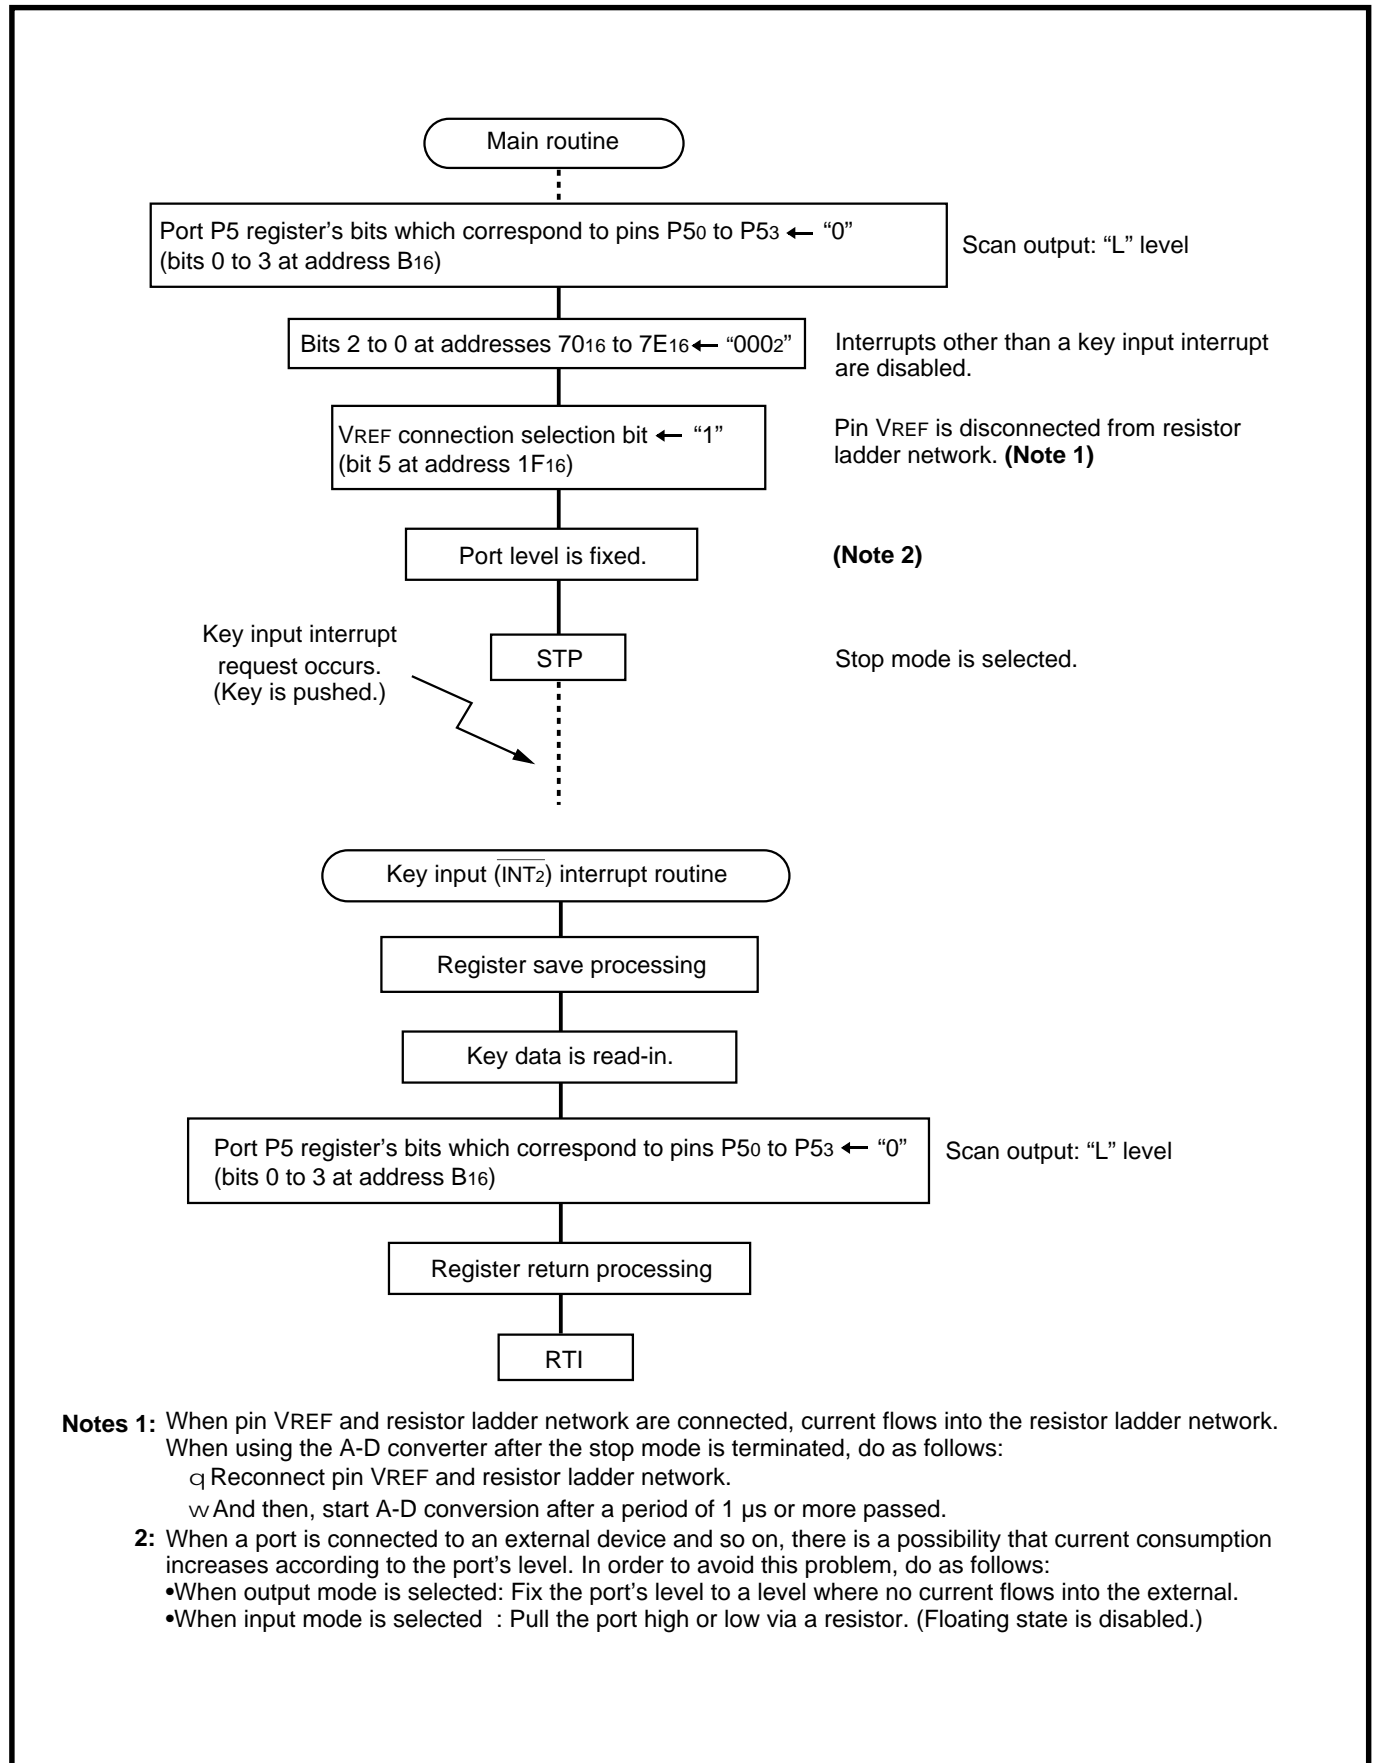 Main routine
Port P5 register's bits which correspond to pins P50 to P53 ← “0”
(bits 0 to 3 at address B16)
Scan output: “L” level
Bits 2 to 0 at addresses 7016 to 7E16 ← “0002”
Interrupts other than a key input interrupt
are disabled.
VREF connection selection bit ← “1”
(bit 5 at address 1F16)
Pin VREF is disconnected from resistor
ladder network. (Note 1)
Port level is fixed.
(Note 2)
Key input interrupt
request occurs.
(Key is pushed.)
STP
Stop mode is selected.
Key input (INT2) interrupt routine
Register save processing
Key data is read-in.
Port P5 register's bits which correspond to pins P50 to P53 ← “0”
(bits 0 to 3 at address B16)
Scan output: “L” level
Register return processing
RTI
Notes 1: When pin VREF and resistor ladder network are connected, current flows into the resistor ladder network.
When using the A-D converter after the stop mode is terminated, do as follows:
q Reconnect pin VREF and resistor ladder network.
w And then, start A-D conversion after a period of 1 µs or more passed.
2: When a port is connected to an external device and so on, there is a possibility that current consumption
increases according to the port's level. In order to avoid this problem, do as follows:
•When output mode is selected: Fix the port's level to a level where no current flows into the external.
•When input mode is selected : Pull the port high or low via a resistor. (Floating state is disabled.)